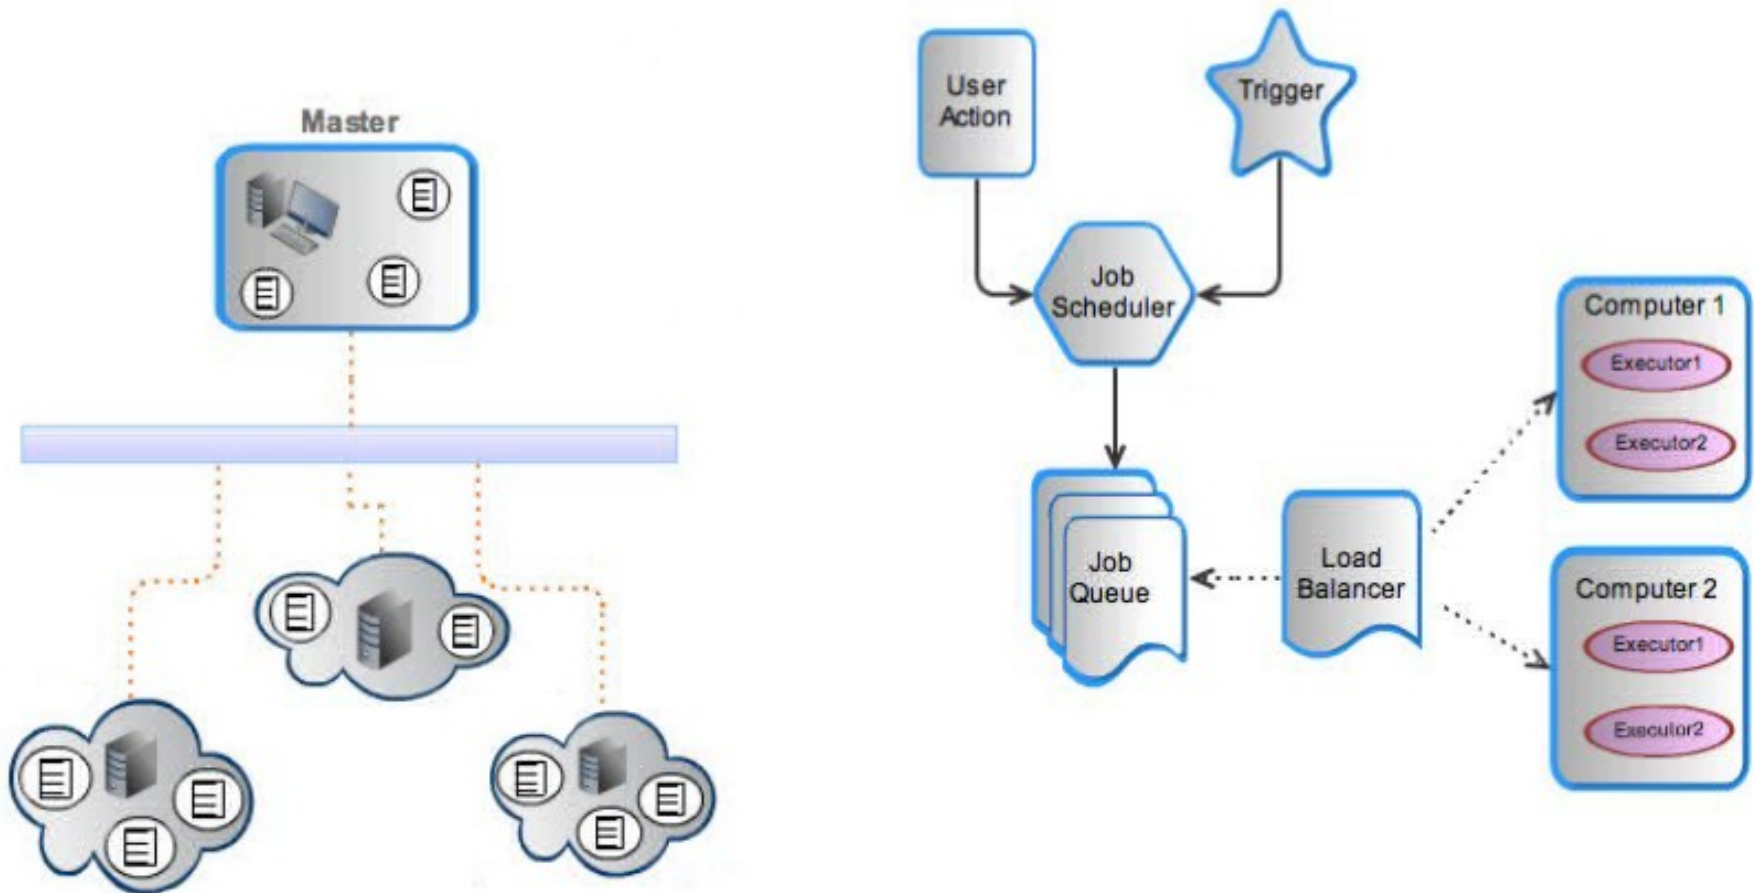 Master
User
Action
Trigger
Job
Scheduler
Computer 1
Executor1
Executor2
Job
Queue
Load
Balancer
Computer 2
Executor1
Executor2